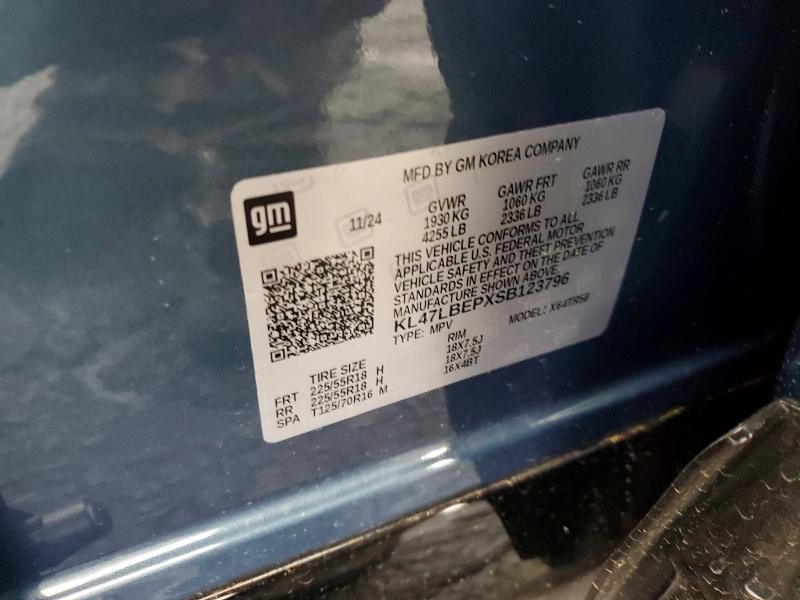 MFD BY GM KOREA COMPANY
gm
11/24
GVWR GAWR FRT GAWR RR
1930 KG 1060 KG 1060 KG
4255 LB 2336 LB 2336 LB
THIS VEHICLE CONFORMS TO ALL
APPLICABLE U.S. FEDERAL MOTOR
VEHICLE SAFETY AND THEFT PREVENTION
STANDARDS IN EFFECT ON THE DATE OF
MANUFACTURE SHOWN ABOVE.
KL47LBEPXSB123796
TYPE: MPV MODEL: X64TR58
TIRE SIZE RIM
FRT 225/55R18 H 18X7.5J
RR 225/55R18 H 18X7.5J
SPA T125/70R16 M 16X4BT